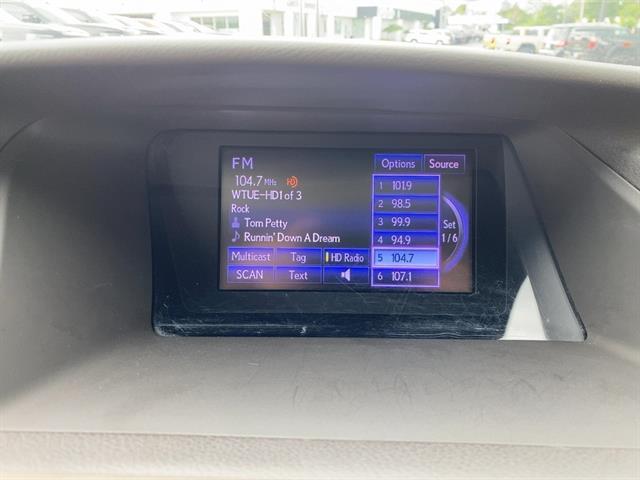 FM
Options Source
104.7 MHz HD
WTUE-HD1 of 3
Rock
Tom Petty
Runnin' Down A Dream
1 101.9
2 98.5
3 99.9
4 94.9
5 104.7
6 107.1
Set
1/6
Multicast Tag HD Radio
SCAN Text